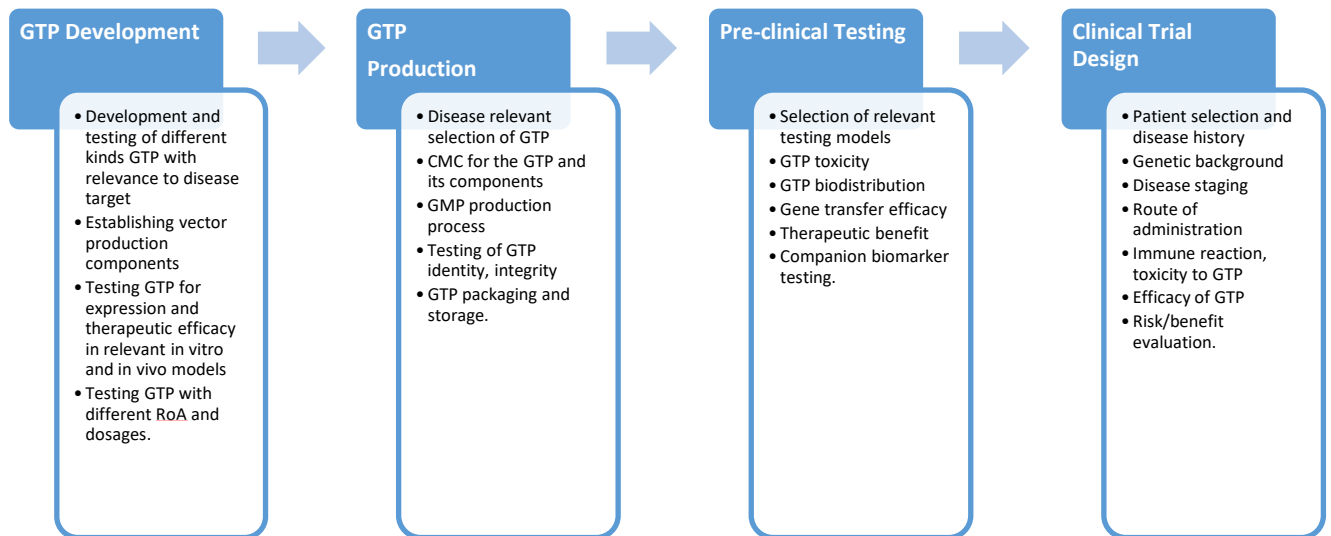 GTP Development
• Development and
testing of different
kinds GTP with
relevance to disease
target
• Establishing vector
production
components
• Testing GTP for
expression and
therapeutic efficacy
in relevant in vitro
and in vivo models
• Testing GTP with
different RoA and
dosages.
GTP
Production
• Disease relevant
selection of GTP
• CMC for the GTP and
its components
• GMP production
process
• Testing of GTP
identity, integrity
• GTP packaging and
storage.
Pre-clinical Testing
• Selection of relevant
testing models
• GTP toxicity
• GTP biodistribution
• Gene transfer efficacy
• Therapeutic benefit
• Companion biomarker
testing.
Clinical Trial
Design
• Patient selection and
disease history
• Genetic background
• Disease staging
• Route of
administration
• Immune reaction,
toxicity to GTP
• Efficacy of GTP
• Risk/benefit
evaluation.